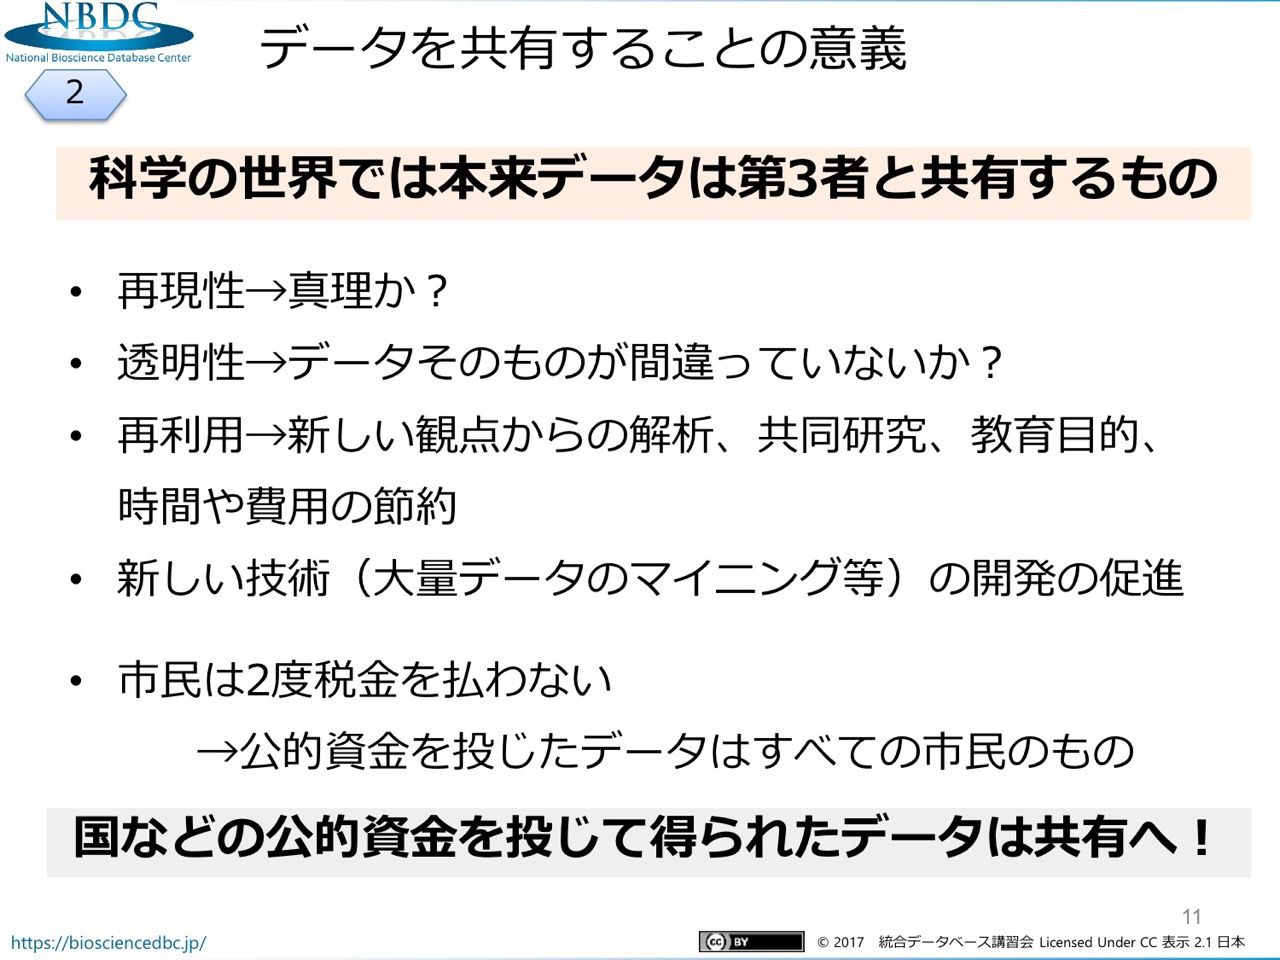 NBDC
National Bioscience Database Center
データを共有することの意義
2
科学の世界では本来データは第3者と共有するもの
• 再現性→真理か？
• 透明性→データそのものが間違っていないか？
• 再利用→新しい観点からの解析、共同研究、教育目的、
時間や費用の節約
• 新しい技術（大量データのマイニング等）の開発の促進
• 市民は2度税金を払わない
→公的資金を投じたデータはすべての市民のもの
国などの公的資金を投じて得られたデータは共有へ！
11
https://biosciencedbc.jp/
cc BY
© 2017 統合データベース講習会 Licensed Under CC 表示 2.1 日本